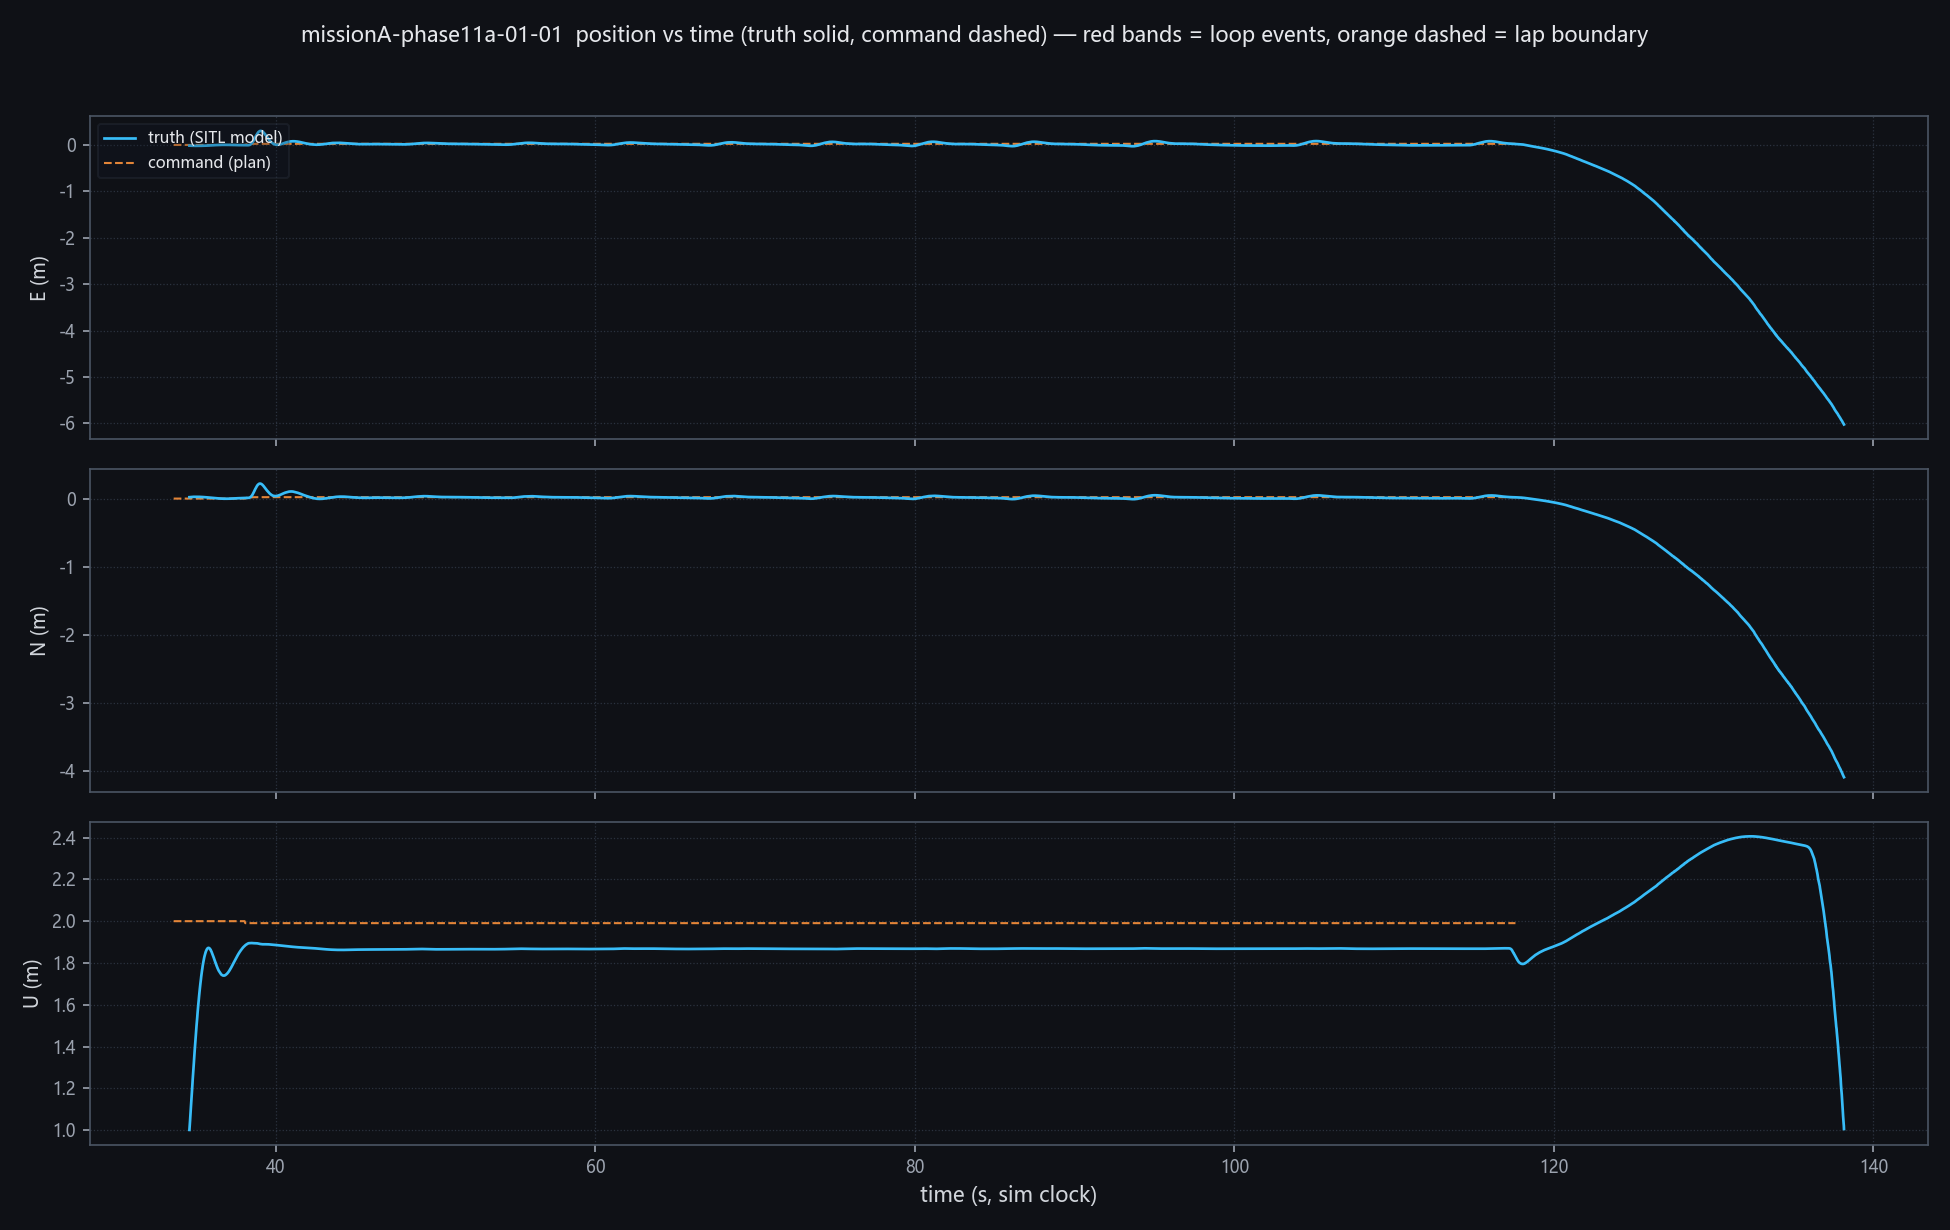 missionA-phase11a-01-01  position vs time (truth solid, command dashed) — red bands = loop events, orange dashed = lap boundary
truth (SITL model)
command (plan)
E (m)
0
-1
-2
-3
-4
-5
-6
N (m)
0
-1
-2
-3
-4
U (m)
2.4
2.2
2.0
1.8
1.6
1.4
1.2
1.0
40 60 80 100 120 140
time (s, sim clock)